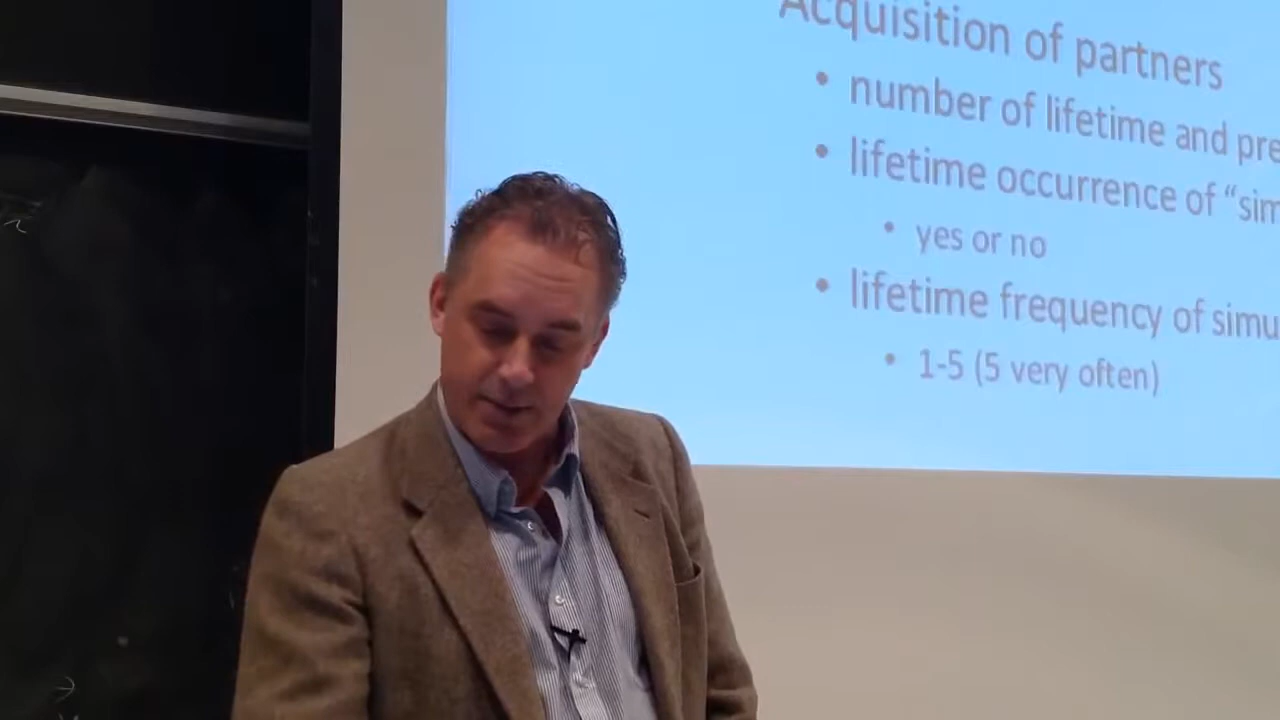 Acquisition of partners
• number of lifetime and pre
• lifetime occurrence of “sim
• yes or no
• lifetime frequency of simu
• 1-5 (5 very often)